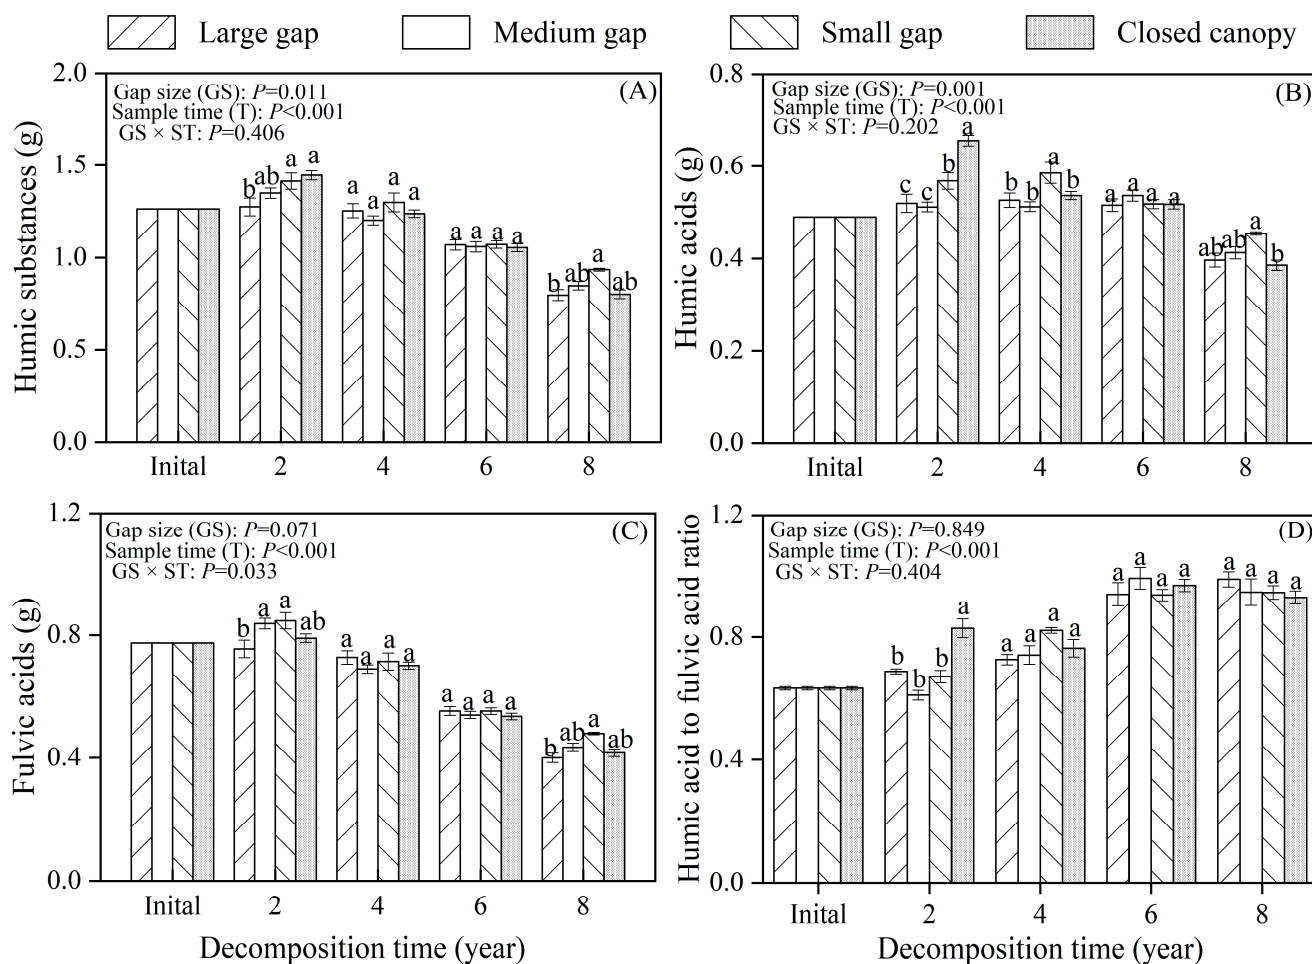 Large gap Medium gap Small gap Closed canopy
2.0
1.5
1.0
0.5
0.0
Humic substances (g)
Gap size (GS): P=0.011
Sample time (T): P<0.001
GS × ST: P=0.406
(A)
b ab a a
a a a a
a a a a
b ab a ab
Inital 2 4 6 8
0.8
0.6
0.4
0.2
0.0
Humic acids (g)
Gap size (GS): P=0.001
Sample time (T): P<0.001
GS × ST: P=0.202
(B)
c c b a
b b a b
a a a a
ab ab a b
Inital 2 4 6 8
1.2
0.8
0.4
0.0
Fulvic acids (g)
Gap size (GS): P=0.071
Sample time (T): P<0.001
GS × ST: P=0.033
(C)
b a a ab
a a a a
a a a a
b ab a ab
Inital 2 4 6 8
Decomposition time (year)
1.2
0.8
0.4
0.0
Humic acid to fulvic acid ratio
Gap size (GS): P=0.849
Sample time (T): P<0.001
GS × ST: P=0.404
(D)
b b b a
a a a a
a a a a
a a a a
Inital 2 4 6 8
Decomposition time (year)